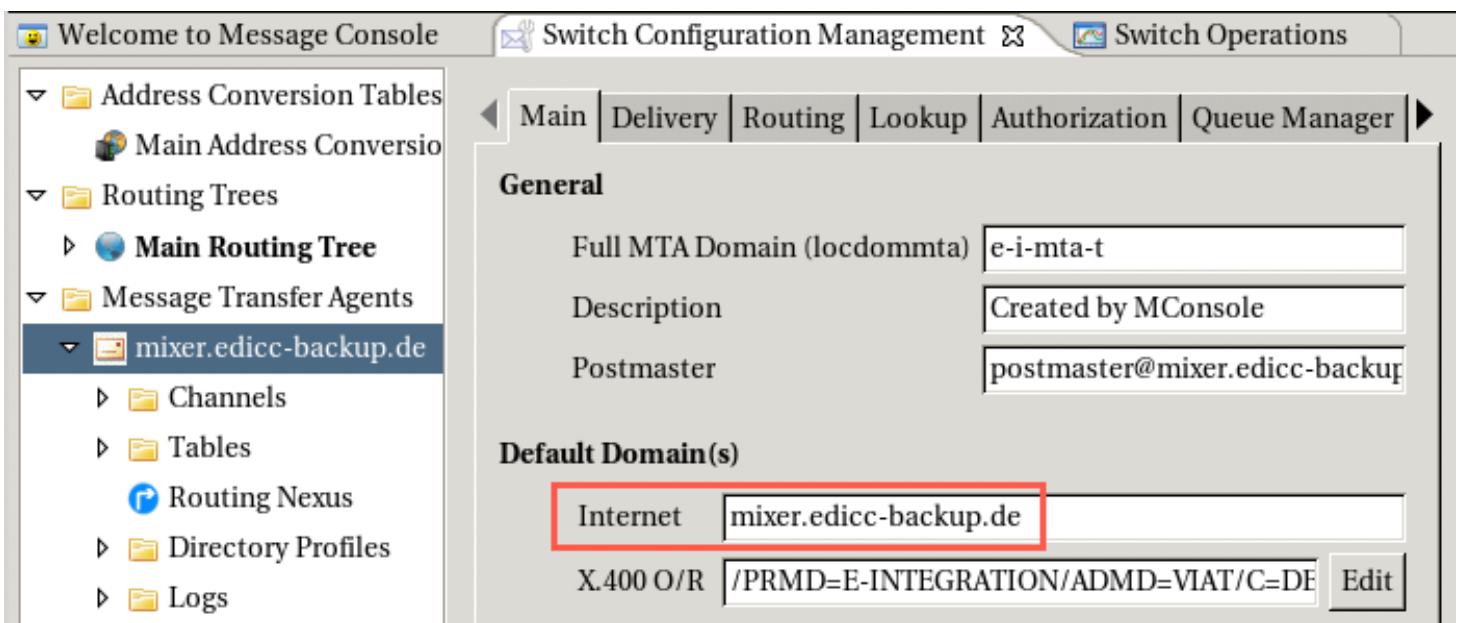 Welcome to Message Console
Switch Configuration Management
Switch Operations
Address Conversion Tables
Main Address Conversio
Routing Trees
Main Routing Tree
Message Transfer Agents
mixer.edicc-backup.de
Channels
Tables
Routing Nexus
Directory Profiles
Logs
Main
Delivery
Routing
Lookup
Authorization
Queue Manager
General
Full MTA Domain (locdommta) e-i-mta-t
Description Created by MConsole
Postmaster postmaster@mixer.edicc-backup
Default Domain(s)
Internet mixer.edicc-backup.de
X.400 O/R /PRMD=E-INTEGRATION/ADMD=VIAT/C=DE Edit